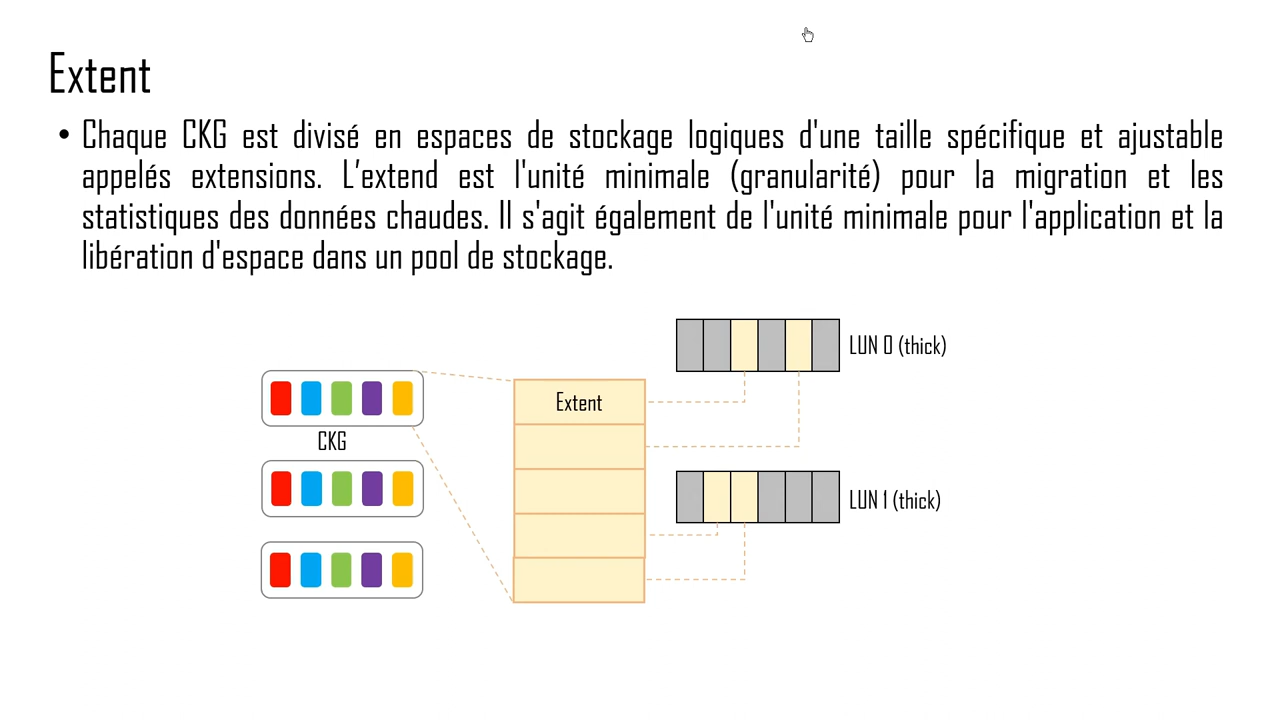 Extent
• Chaque CKG est divisé en espaces de stockage logiques d'une taille spécifique et ajustable
appelés extensions. L’extend est l'unité minimale (granularité) pour la migration et les
statistiques des données chaudes. Il s'agit également de l'unité minimale pour l'application et la
libération d'espace dans un pool de stockage.
LUN 0 (thick)
Extent
CKG
LUN 1 (thick)